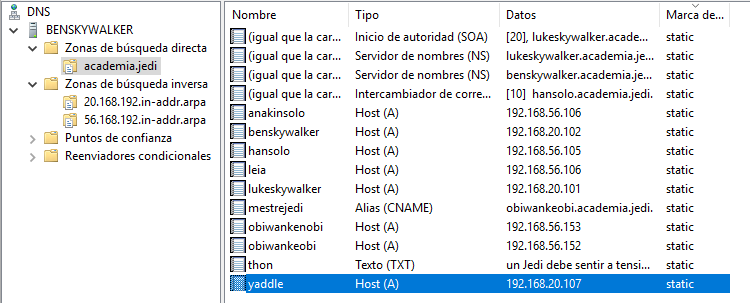 DNS
BENSKYWALKER
Zonas de búsqueda directa
academia.jedi
Zonas de búsqueda inversa
20.168.192.in-addr.arpa
56.168.192.in-addr.arpa
Puntos de confianza
Reenviadores condicionales
Nombre Tipo Datos Marca de...
(igual que la car... Inicio de autoridad (SOA) [20], lukeskywalker.acade... static
(igual que la car... Servidor de nombres (NS) lukeskywalker.academia.j... static
(igual que la car... Servidor de nombres (NS) benskywalker.academia.j... static
(igual que la car... Intercambiador de corre... [10] hansolo.academia.jedi. static
anakinsolo Host (A) 192.168.56.106 static
benskywalker Host (A) 192.168.20.102 static
hansolo Host (A) 192.168.56.105 static
leia Host (A) 192.168.56.106 static
lukeskywalker Host (A) 192.168.20.101 static
mestrejedi Alias (CNAME) obiwankeobi.academia.jedi. static
obiwankenobi Host (A) 192.168.56.153 static
obiwankeobi Host (A) 192.168.56.152 static
thon Texto (TXT) un Jedi debe sentir a tensi... static
yaddle Host (A) 192.168.20.107 static